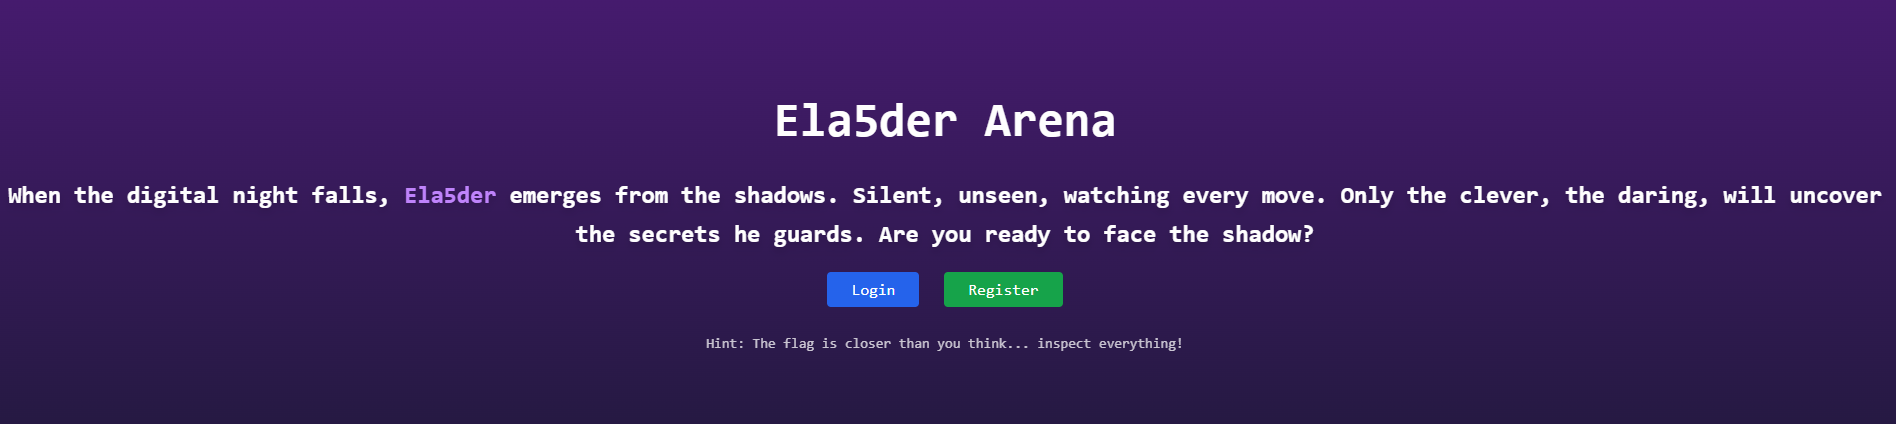 Ela5der Arena
When the digital night falls, Ela5der emerges from the shadows. Silent, unseen, watching every move. Only the clever, the daring, will uncover
the secrets he guards. Are you ready to face the shadow?
Login Register
Hint: The flag is closer than you think... inspect everything!